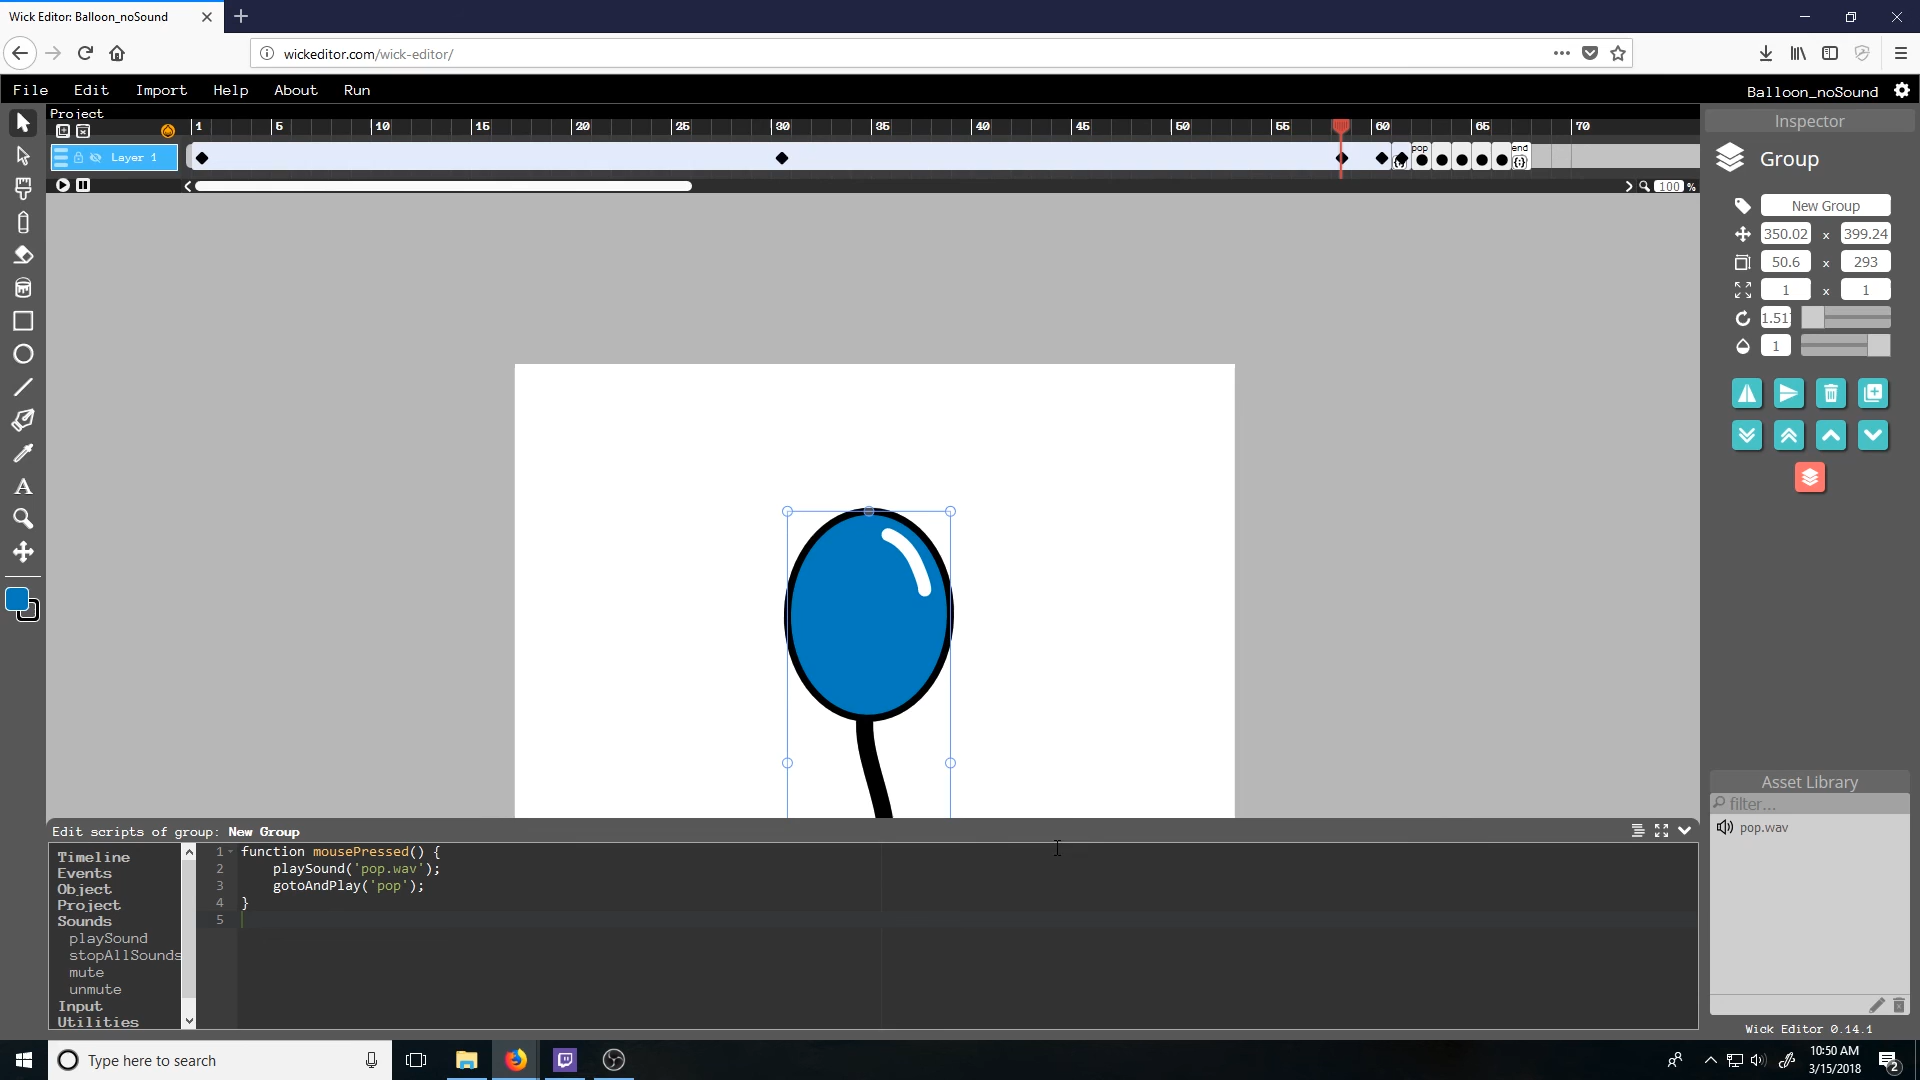 Wick Editor: Balloon_noSound
wickeditor.com/wick-editor/
File Edit Import Help About Run
Balloon_noSound
Project
1 5 10 15 20 25 30 35 40 45 50 55 60 65 70
Layer 1
pop
end
100 %
Inspector
Group
New Group
350.02 x 399.24
50.6 x 293
1 x 1
1.51
1
Asset Library
filter...
pop.wav
Edit scripts of group: New Group
Timeline
Events
Object
Project
Sounds
playSound
stopAllSounds
mute
unmute
Input
Utilities
1 function mousePressed() {
2 playSound('pop.wav');
3 gotoAndPlay('pop');
4 }
5
Wick Editor 0.14.1
Type here to search
10:50 AM
3/15/2018
2